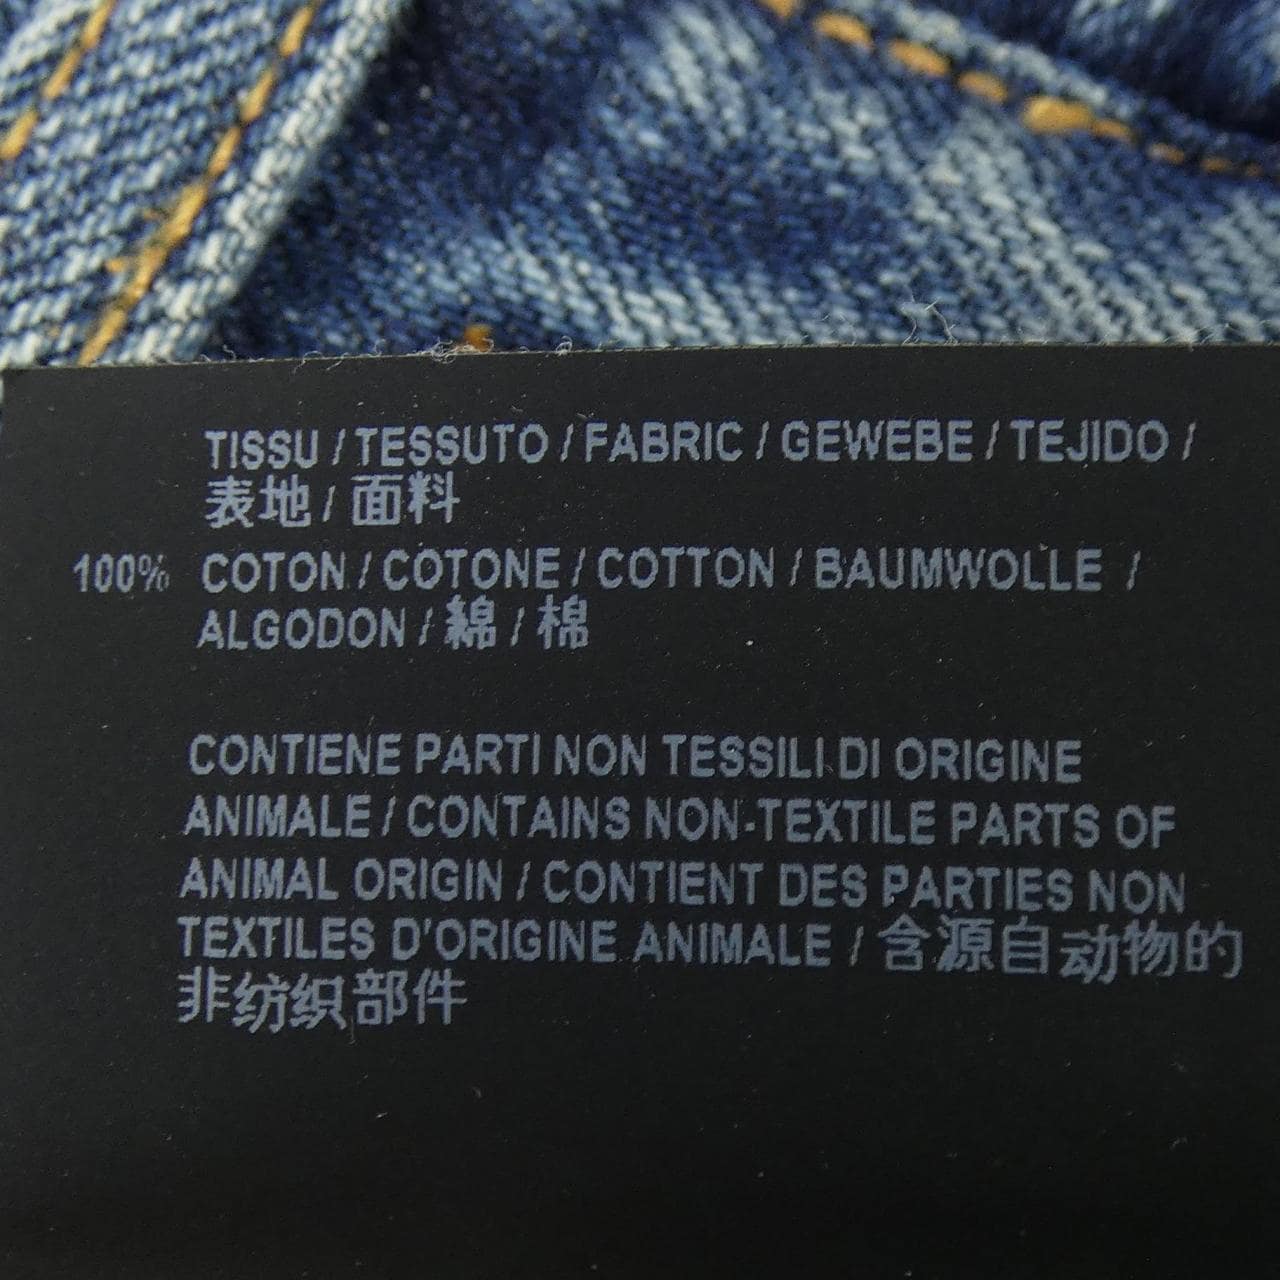 TISSU / TESSUTO / FABRIC / GEWEBE / TEJIDO /
表地 / 面料
100% COTON / COTONE / COTTON / BAUMWOLLE /
ALGODON / 綿 / 棉
CONTIENE PARTI NON TESSILI DI ORIGINE
ANIMALE / CONTAINS NON-TEXTILE PARTS OF
ANIMAL ORIGIN / CONTIENT DES PARTIES NON
TEXTILES D'ORIGINE ANIMALE / 含源自动物的
非纺织部件